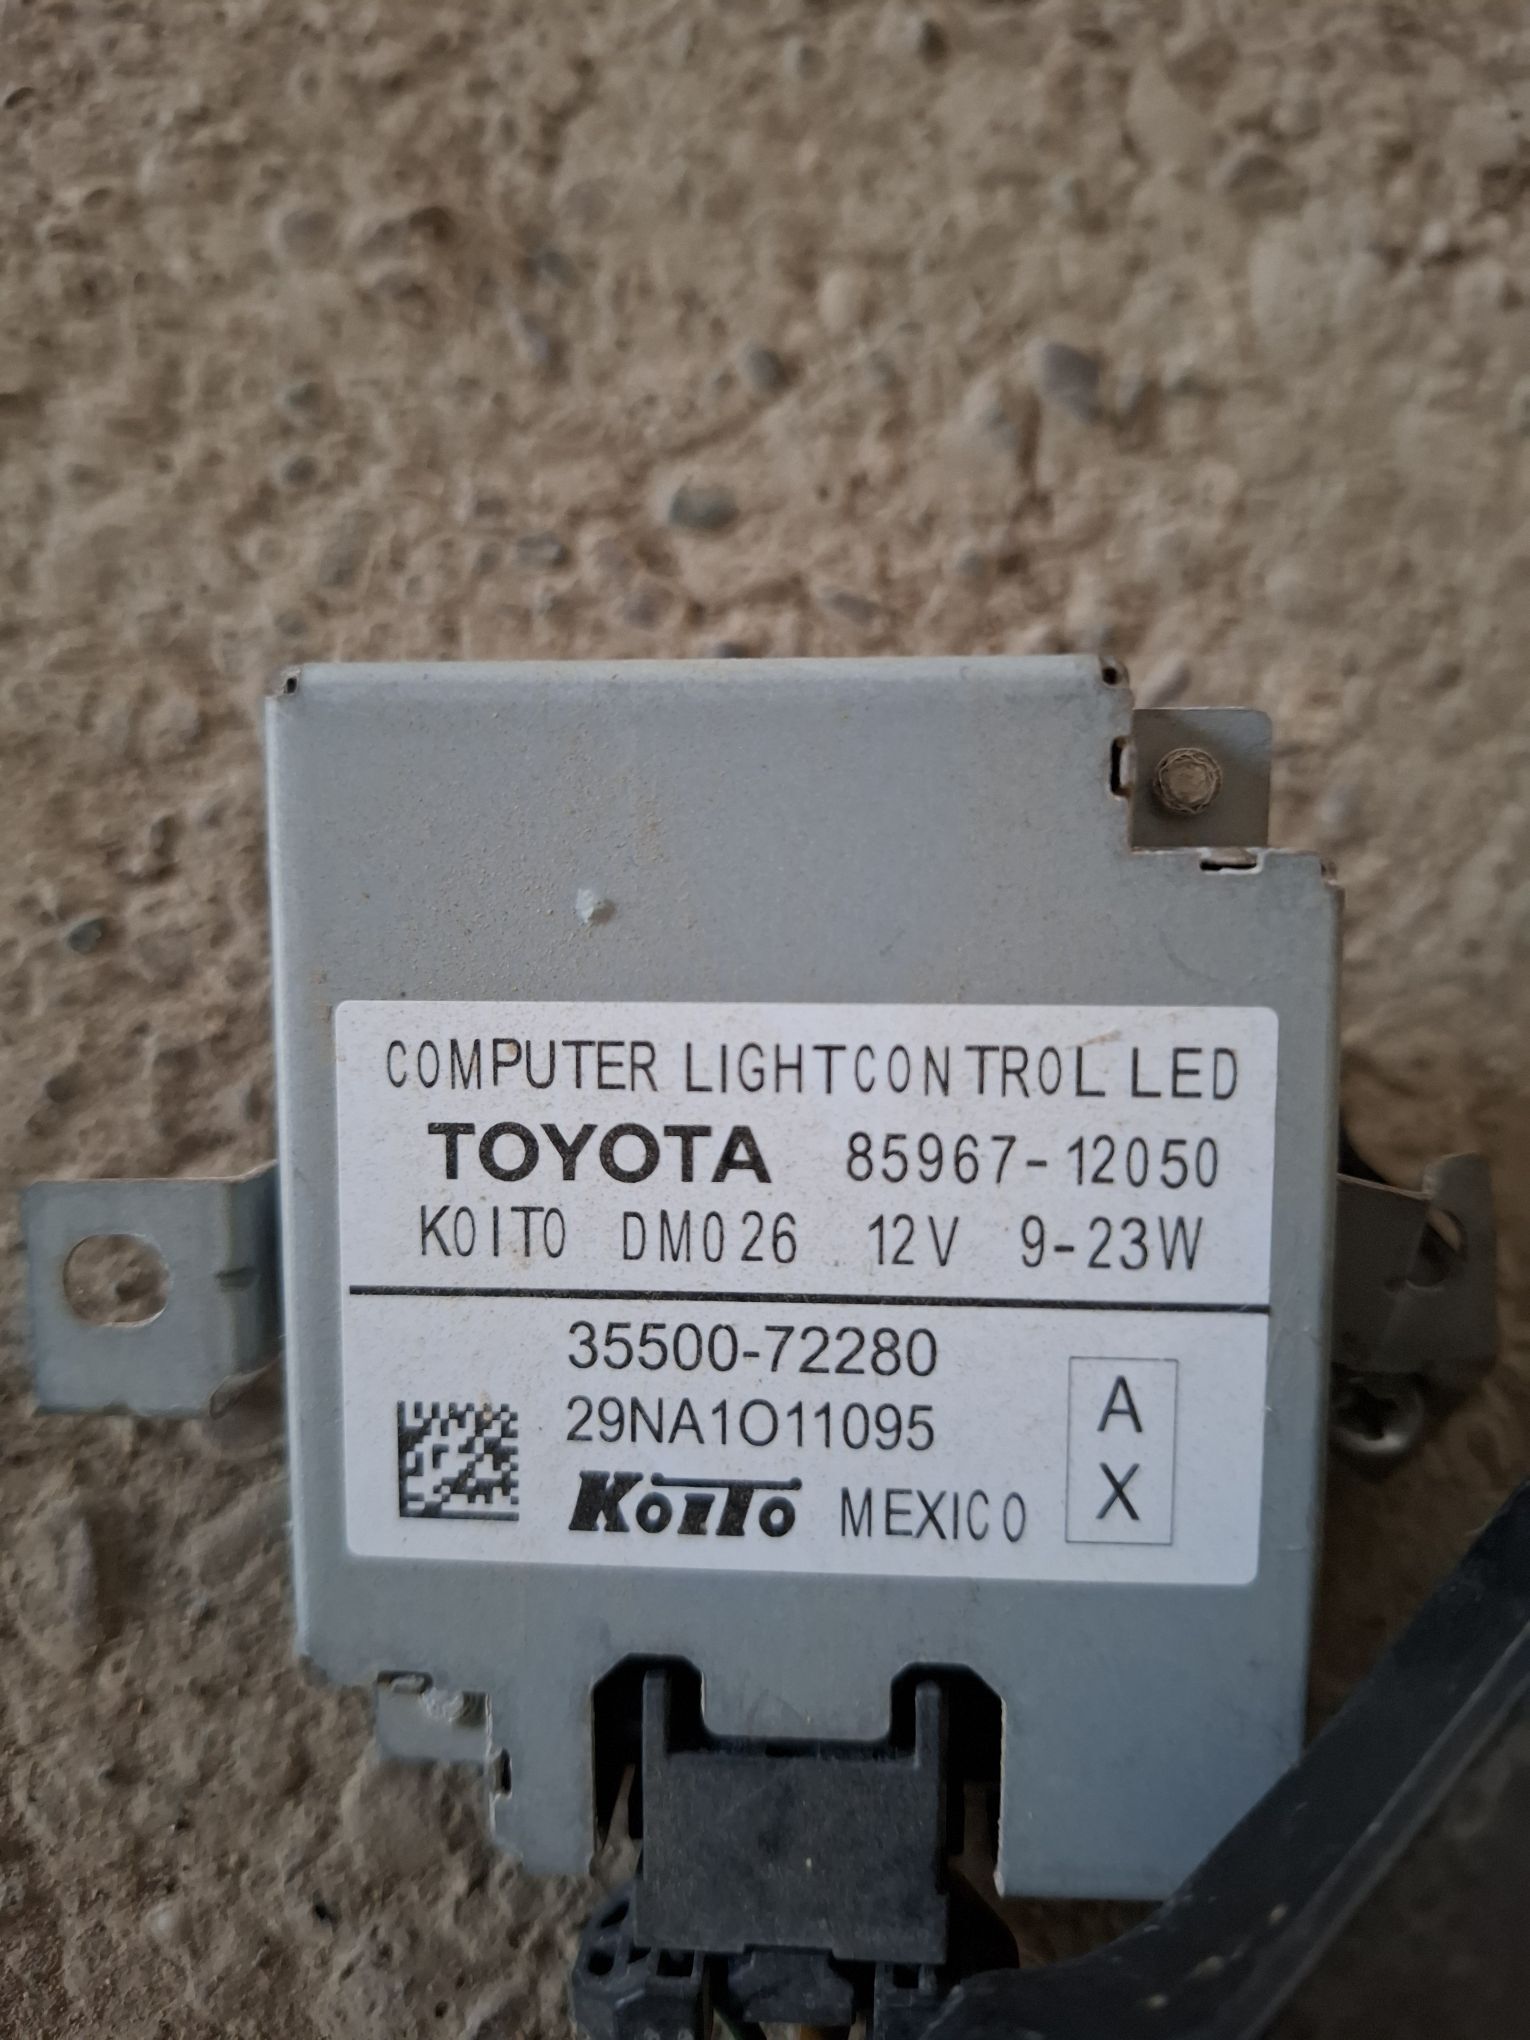 COMPUTER LIGHTCONTROL LED
TOYOTA 85967-12050
KOITO DM026 12V 9-23W
35500-72280
29NA1O11095
KOITO MEXICO
A
X